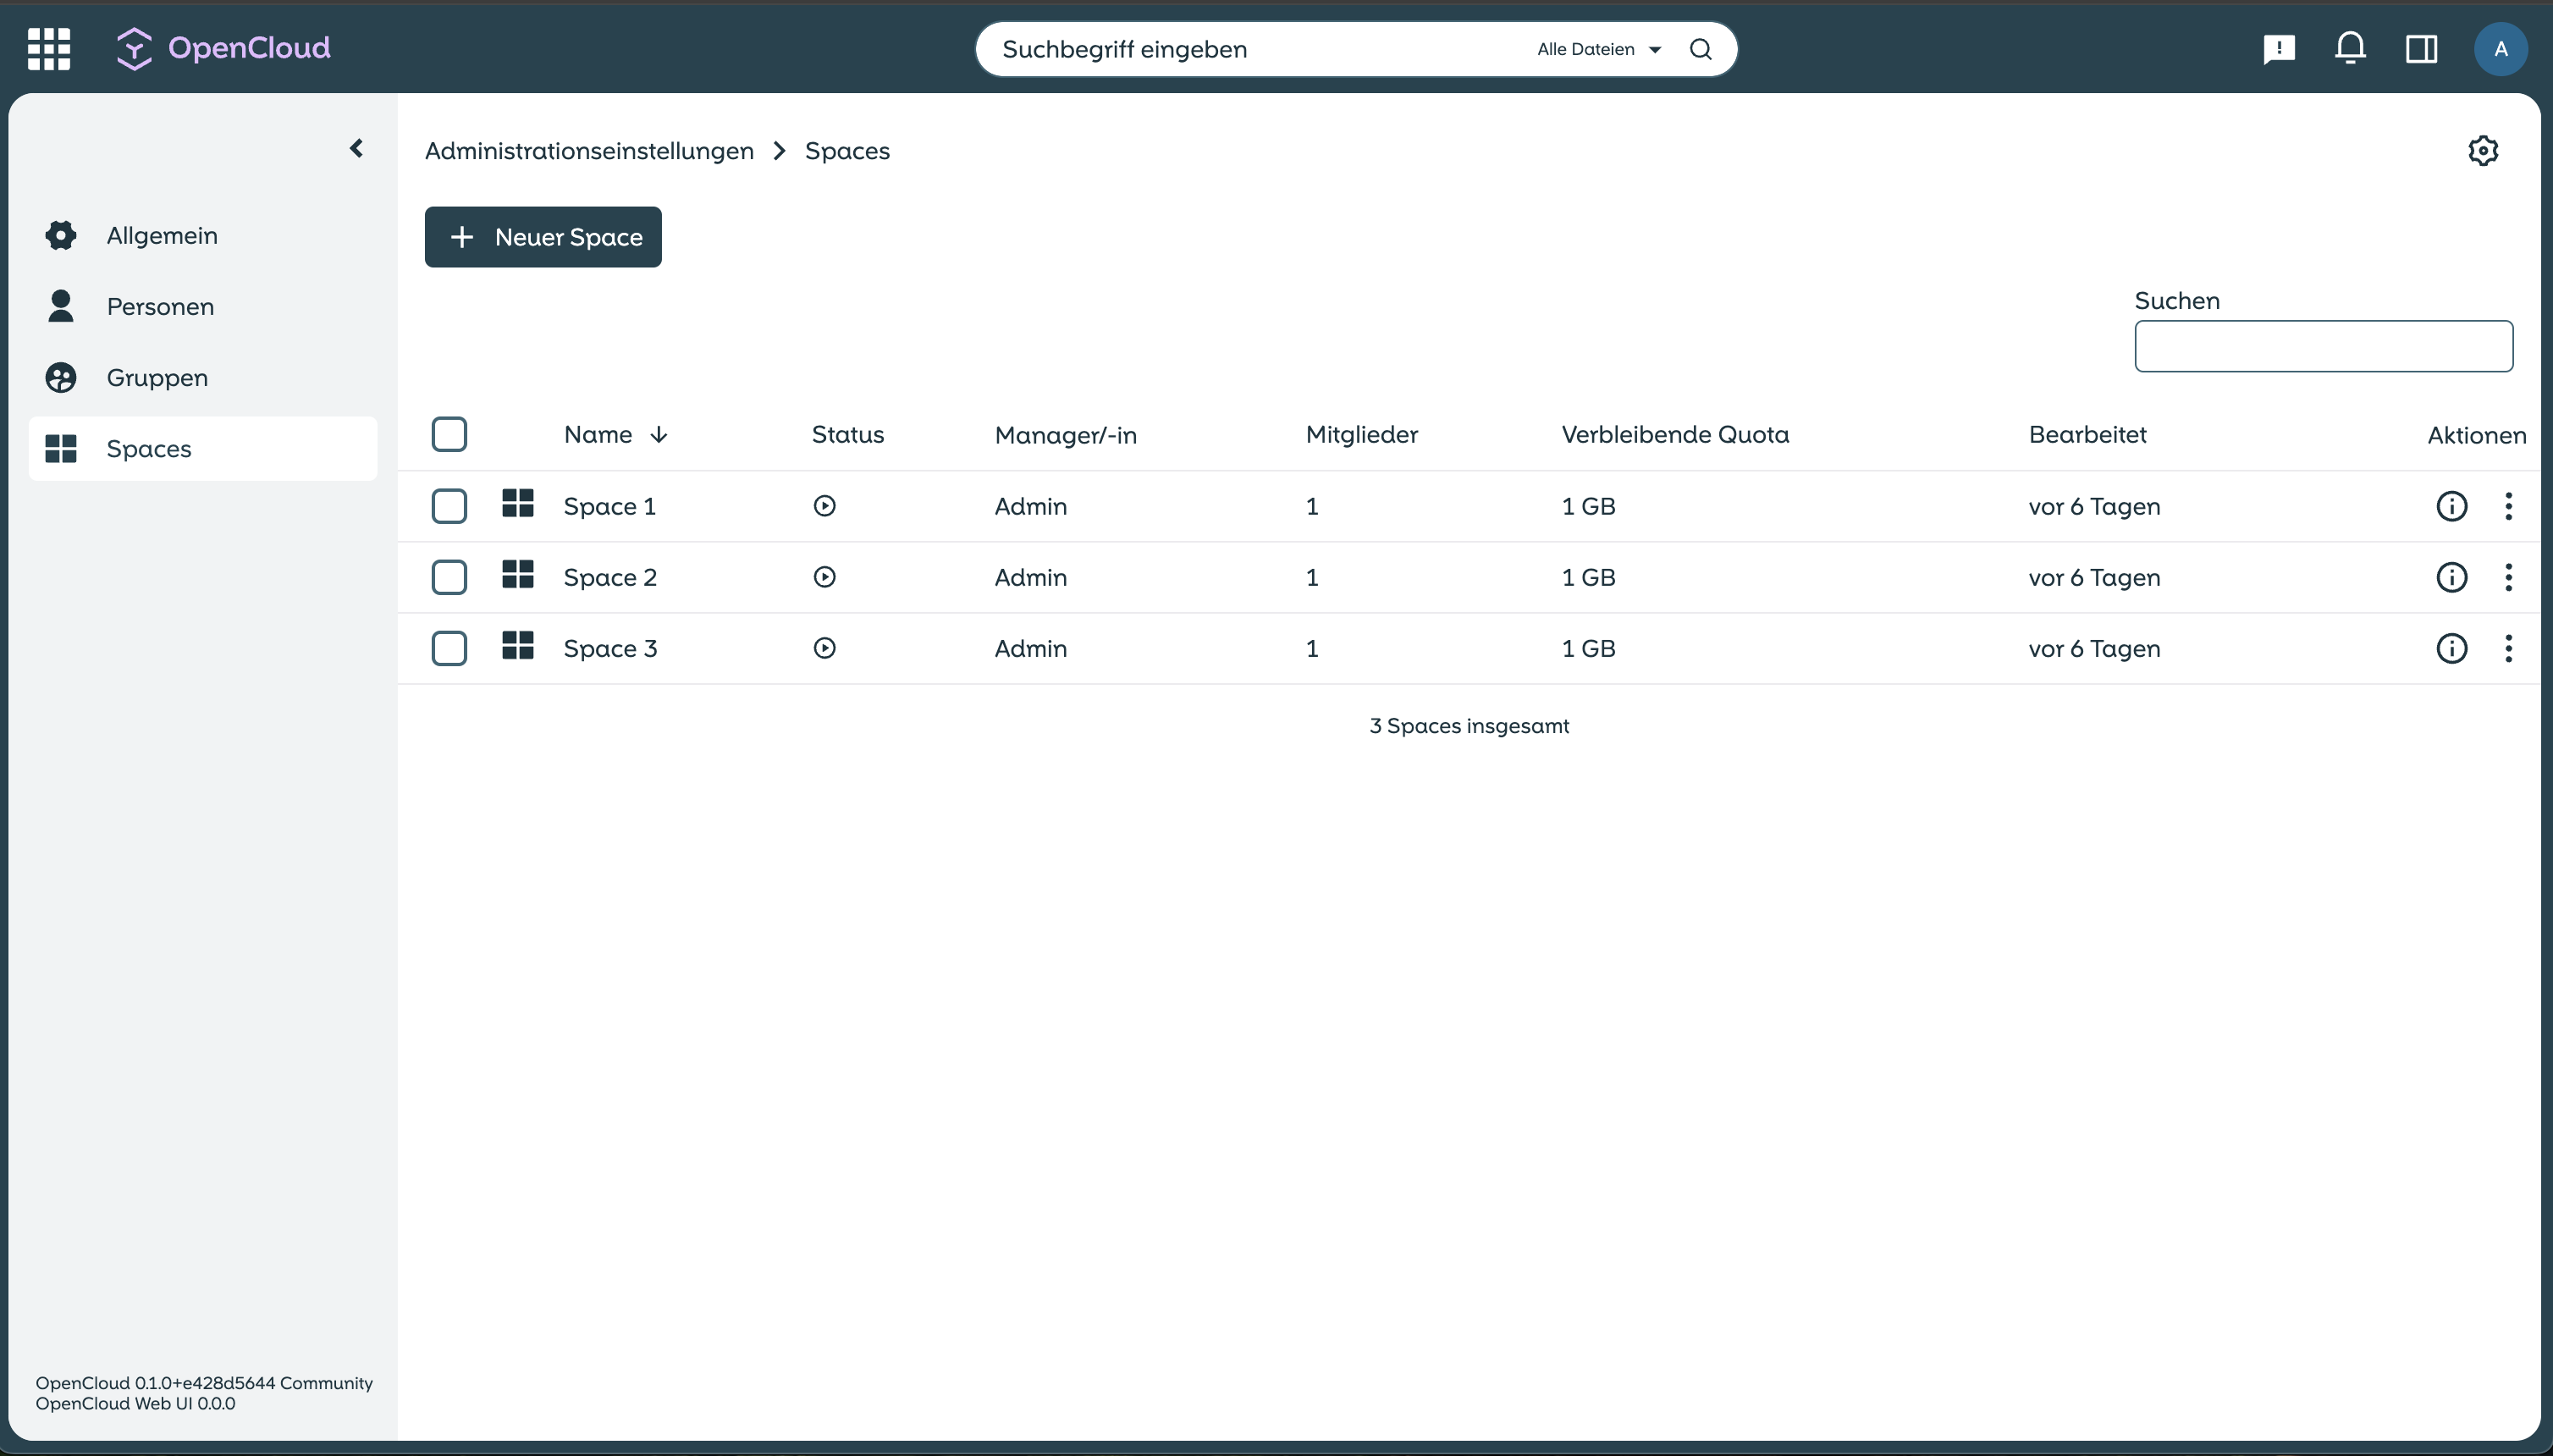 OpenCloud
Suchbegriff eingeben
Alle Dateien
A
Administrationseinstellungen
Spaces
Allgemein
Personen
Gruppen
Spaces
Neuer Space
Suchen
Name Status Manager/-in Mitglieder Verbleibende Quota Bearbeitet Aktionen
Space 1 Admin 1 1 GB vor 6 Tagen
Space 2 Admin 1 1 GB vor 6 Tagen
Space 3 Admin 1 1 GB vor 6 Tagen
3 Spaces insgesamt
OpenCloud 0.1.0+e428d5644 Community
OpenCloud Web UI 0.0.0